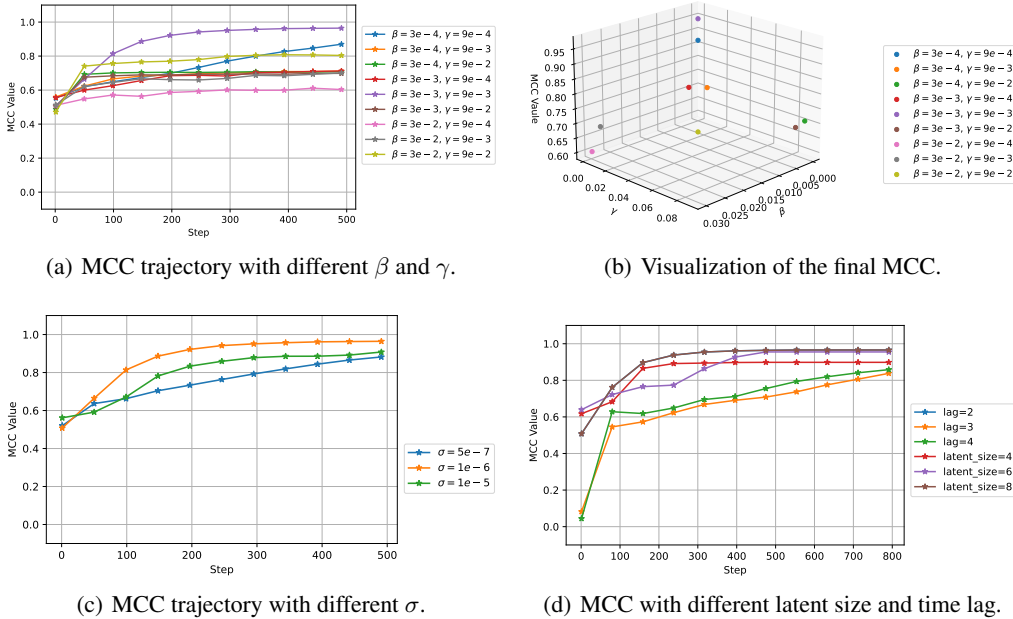 1.0
0.8
0.6
0.4
0.2
0.0
MCC Value
0 100 200 300 400 500
Step
β = 3e−4, γ = 9e−4
β = 3e−4, γ = 9e−3
β = 3e−4, γ = 9e−2
β = 3e−3, γ = 9e−4
β = 3e−3, γ = 9e−3
β = 3e−3, γ = 9e−2
β = 3e−2, γ = 9e−4
β = 3e−2, γ = 9e−3
β = 3e−2, γ = 9e−2
(a) MCC trajectory with different β and γ.
0.95
0.90
0.85
0.80
0.75
0.70
0.65
0.60
MCC Vaule
0.00 0.02 0.04 0.06 0.08
γ
0.030 0.025 0.020 0.015 0.010 0.005 0.000
β
β = 3e−4, γ = 9e−4
β = 3e−4, γ = 9e−3
β = 3e−4, γ = 9e−2
β = 3e−3, γ = 9e−4
β = 3e−3, γ = 9e−3
β = 3e−3, γ = 9e−2
β = 3e−2, γ = 9e−4
β = 3e−2, γ = 9e−3
β = 3e−2, γ = 9e−2
(b) Visualization of the final MCC.
1.0
0.8
0.6
0.4
0.2
0.0
MCC Value
0 100 200 300 400 500
Step
σ = 5e−7
σ = 1e−6
σ = 1e−5
(c) MCC trajectory with different σ.
1.0
0.8
0.6
0.4
0.2
0.0
MCC Value
0 100 200 300 400 500 600 700 800
Step
lag=2
lag=3
lag=4
latent_size=4
latent_size=6
latent_size=8
(d) MCC with different latent size and time lag.